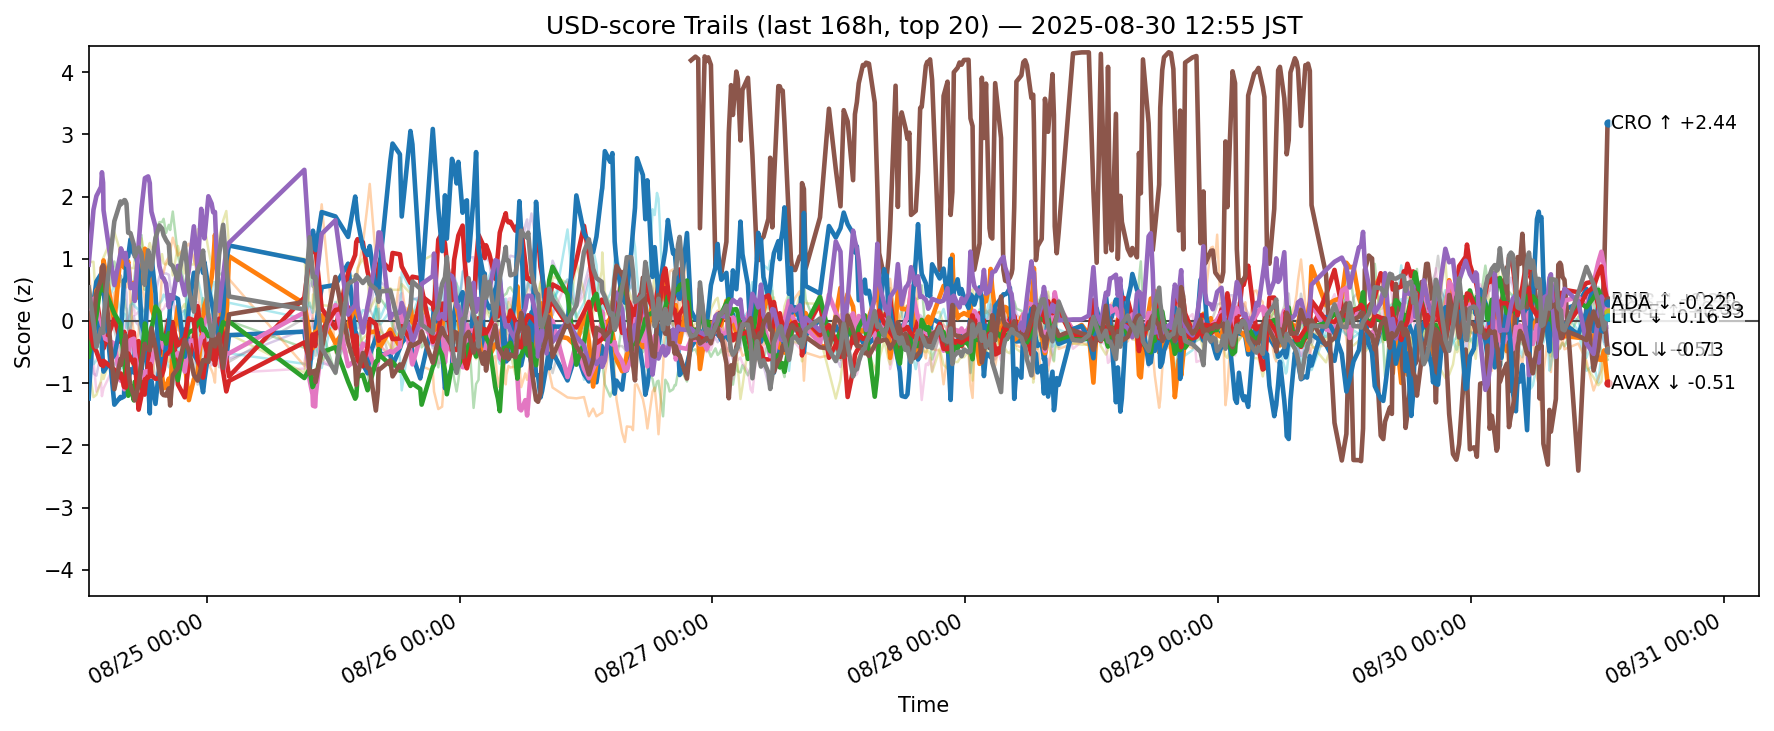 USD-score Trails (last 168h, top 20) — 2025-08-30 12:55 JST
Score (z)
4
3
2
1
0
−1
−2
−3
−4
CRO ↑ +2.44
ADA ↓ -0.22
LTC ↓ -0.16
SOL ↓
AVAX ↓ -0.51
08/25 00:00
08/26 00:00
08/27 00:00
08/28 00:00
08/29 00:00
08/30 00:00
08/31 00:00
Time